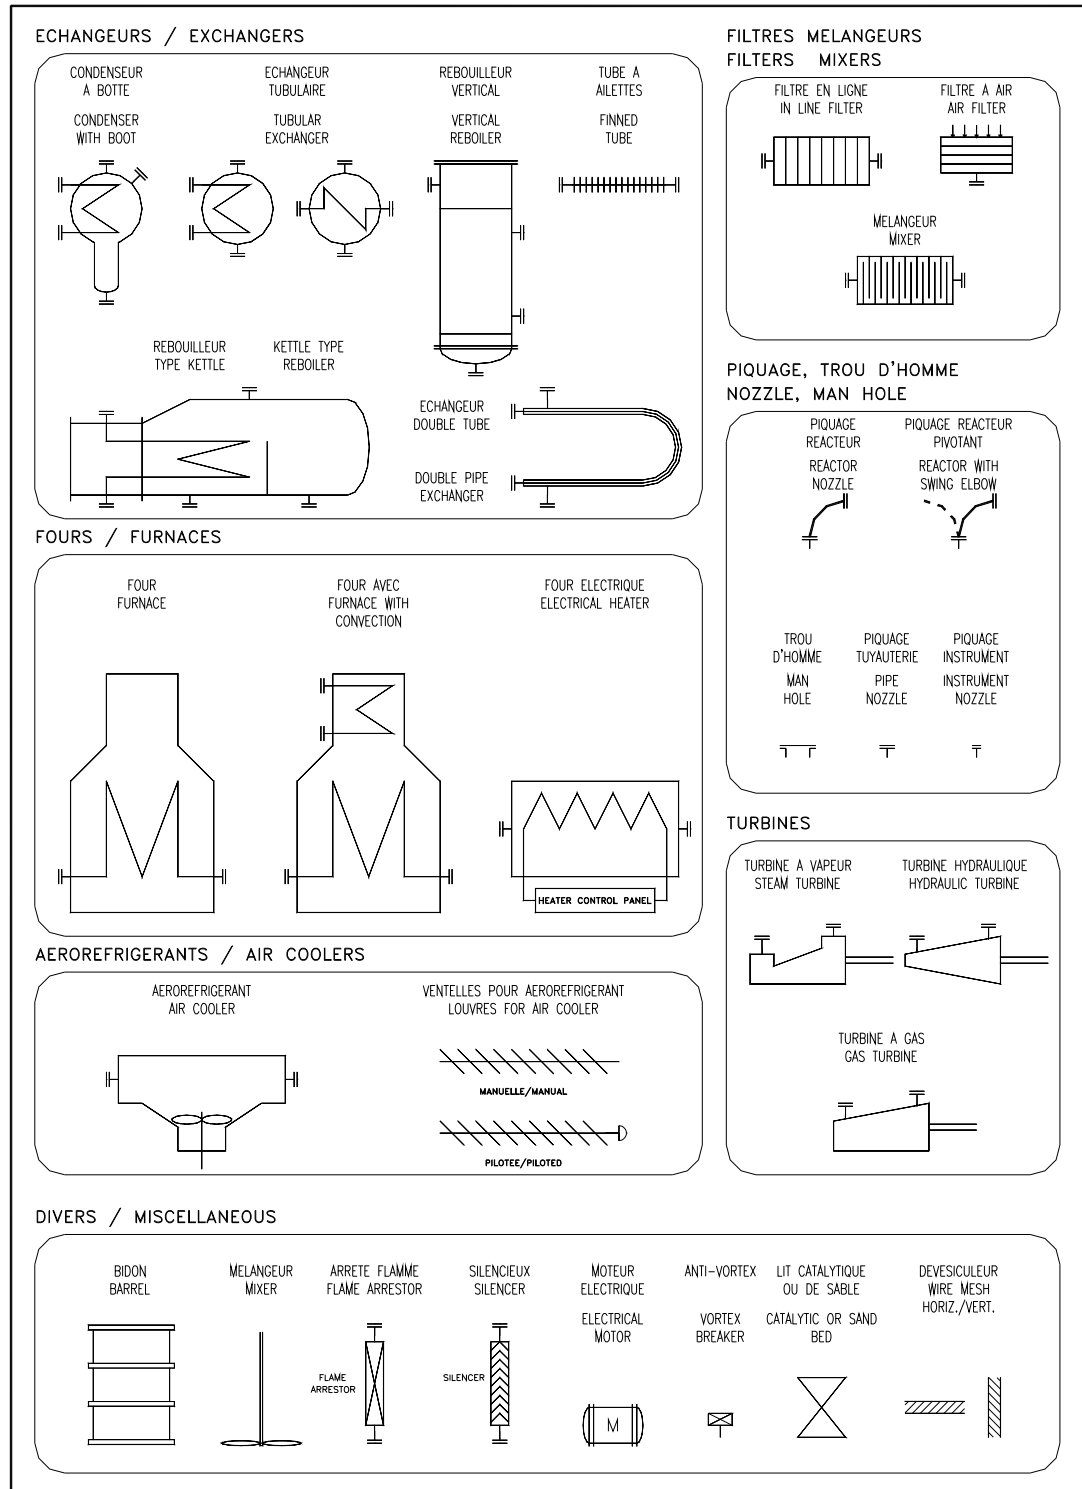 ECHANGEURS / EXCHANGERS
CONDENSEUR
A BOTTE
CONDENSER
WITH BOOT
ECHANGEUR
TUBULAIRE
TUBULAR
EXCHANGER
REBOUILLEUR
VERTICAL
VERTICAL
REBOILER
TUBE A
AILETTES
FINNED
TUBE
REBOUILLEUR
TYPE KETTLE
KETTLE TYPE
REBOILER
ECHANGEUR
DOUBLE TUBE
DOUBLE PIPE
EXCHANGER
FILTRES MELANGEURS
FILTERS MIXERS
FILTRE EN LIGNE
IN LINE FILTER
FILTRE A AIR
AIR FILTER
MELANGEUR
MIXER
PIQUAGE, TROU D'HOMME
NOZZLE, MAN HOLE
PIQUAGE
REACTEUR
REACTOR
NOZZLE
PIQUAGE REACTEUR
PIVOTANT
REACTOR WITH
SWING ELBOW
TROU
D'HOMME
MAN
HOLE
PIQUAGE
TUYAUTERIE
PIPE
NOZZLE
PIQUAGE
INSTRUMENT
INSTRUMENT
NOZZLE
FOURS / FURNACES
FOUR
FURNACE
FOUR AVEC
FURNACE WITH
CONVECTION
FOUR ELECTRIQUE
ELECTRICAL HEATER
HEATER CONTROL PANEL
TURBINES
TURBINE A VAPEUR
STEAM TURBINE
TURBINE HYDRAULIQUE
HYDRAULIC TURBINE
TURBINE A GAS
GAS TURBINE
AEROREFRIGERANTS / AIR COOLERS
AEROREFRIGERANT
AIR COOLER
VENTELLES POUR AEROREFRIGERANT
LOUVRES FOR AIR COOLER
MANUELLE/MANUAL
PILOTEE/PILOTED
DIVERS / MISCELLANEOUS
BIDON
BARREL
MELANGEUR
MIXER
ARRETE FLAMME
FLAME ARRESTOR
FLAME
ARRESTOR
SILENCIEUX
SILENCER
SILENCER
MOTEUR
ELECTRIQUE
ELECTRICAL
MOTOR
M
ANTI-VORTEX
VORTEX
BREAKER
LIT CATALYTIQUE
OU DE SABLE
CATALYTIC OR SAND
BED
DEVESICULEUR
WIRE MESH
HORIZ./VERT.